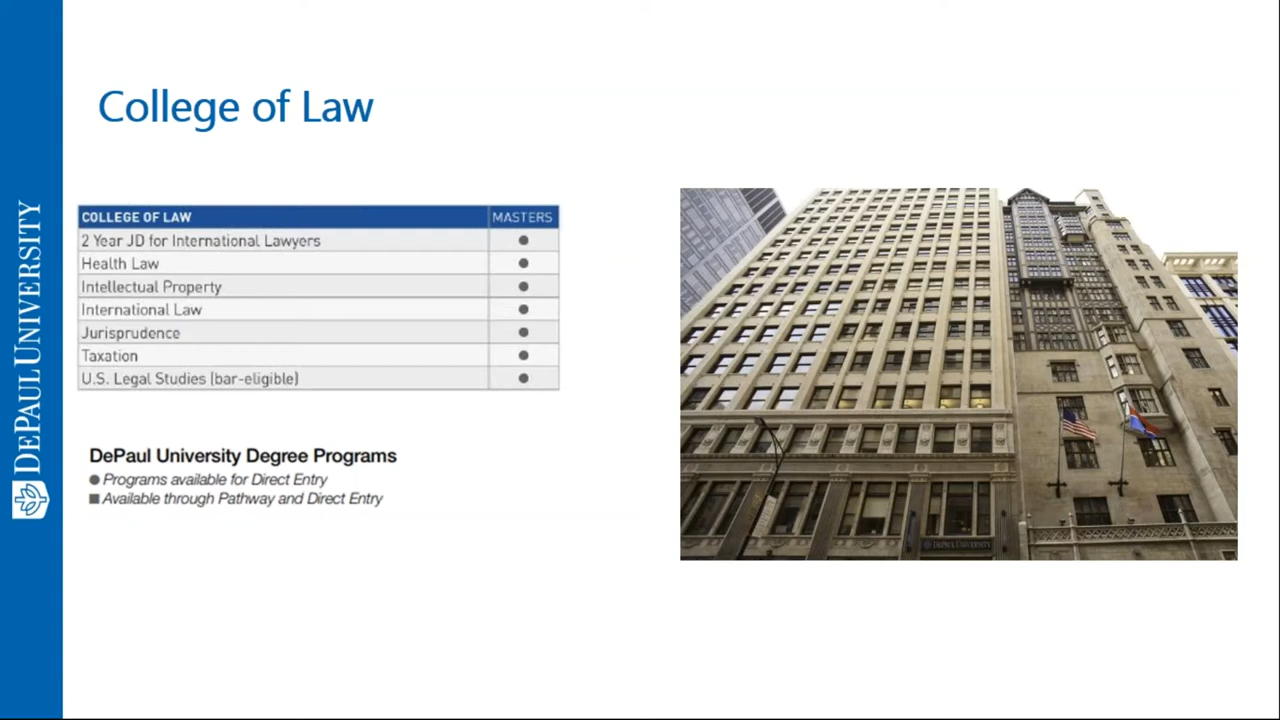 College of Law
DEPAUL UNIVERSITY
COLLEGE OF LAW MASTERS
2 Year JD for International Lawyers ●
Health Law ●
Intellectual Property ●
International Law ●
Jurisprudence ●
Taxation ●
U.S. Legal Studies (bar-eligible) ●
DePaul University Degree Programs
● Programs available for Direct Entry
■ Available through Pathway and Direct Entry
DEPAUL UNIVERSITY